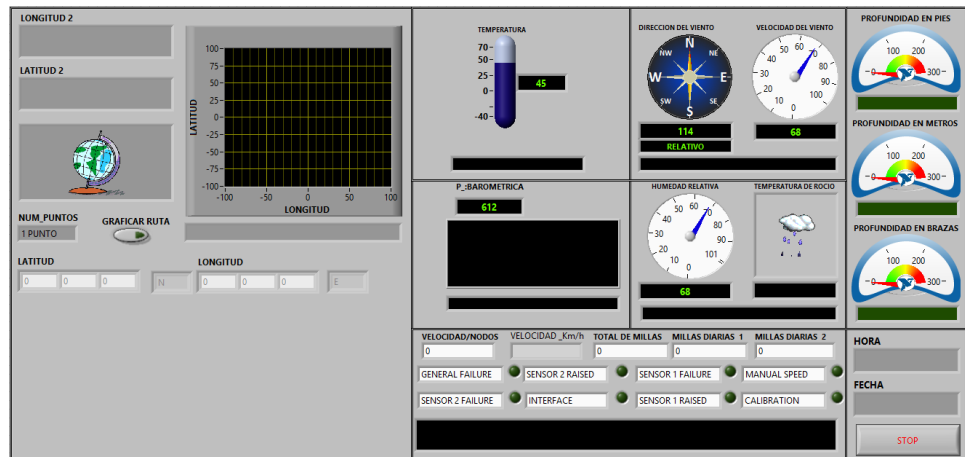 LONGITUD 2
LATITUD 2
NUM_PUNTOS
1 PUNTO
GRAFICAR RUTA
LATITUD
100
75
50
25
0
-25
-50
-75
-100
-100 -50 0 50 100
LONGITUD
LATITUD
0 0 0 N
LONGITUD
0 0 0 E
TEMPERATURA
70
50
25
0
-40
45
DIRECCION DEL VIENTO
N
NW NE
W E
SW SE
S
114
RELATIVO
VELOCIDAD DEL VIENTO
0 10 20 30 40 50 60 70 80 90 100
68
P_:BAROMETRICA
612
HUMEDAD RELATIVA
0 10 20 30 40 50 60 70 80 90 101
68
TEMPERATURA DE ROCIO
PROFUNDIDAD EN PIES
0 100 200 300
PROFUNDIDAD EN METROS
0 100 200 300
PROFUNDIDAD EN BRAZAS
0 100 200 300
VELOCIDAD/NODOS VELOCIDAD _Km/h TOTAL DE MILLAS MILLAS DIARIAS 1 MILLAS DIARIAS 2
0 0 0 0
GENERAL FAILURE SENSOR 2 RAISED SENSOR 1 FAILURE MANUAL SPEED
SENSOR 2 FAILURE INTERFACE SENSOR 1 RAISED CALIBRATION
HORA
FECHA
STOP